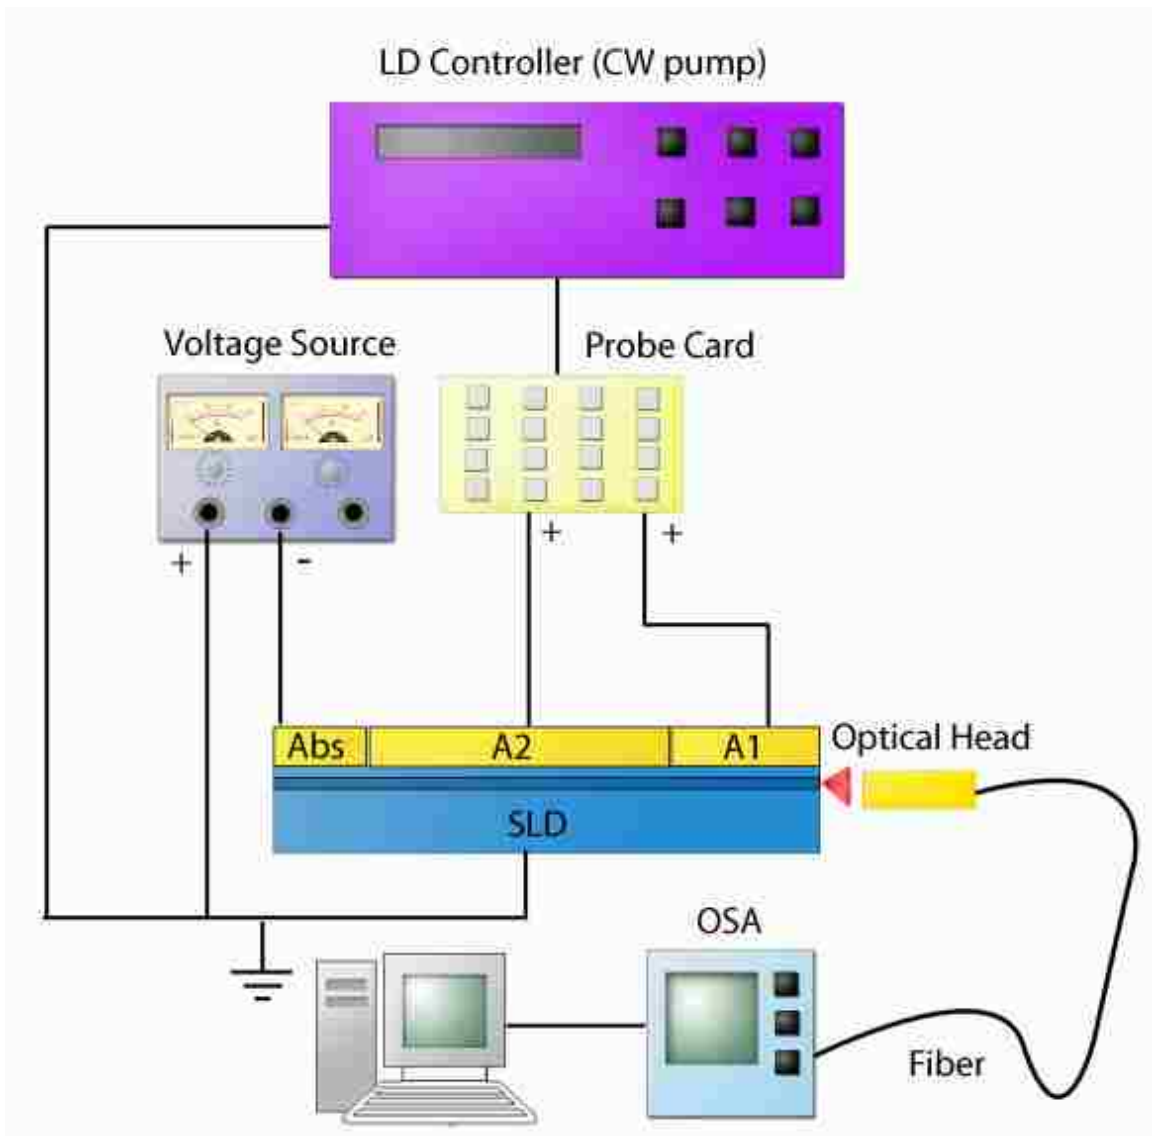 LD Controller (CW pump)
Voltage Source
Probe Card
+
-
+
+
Abs
A2
A1
Optical Head
SLD
OSA
Fiber